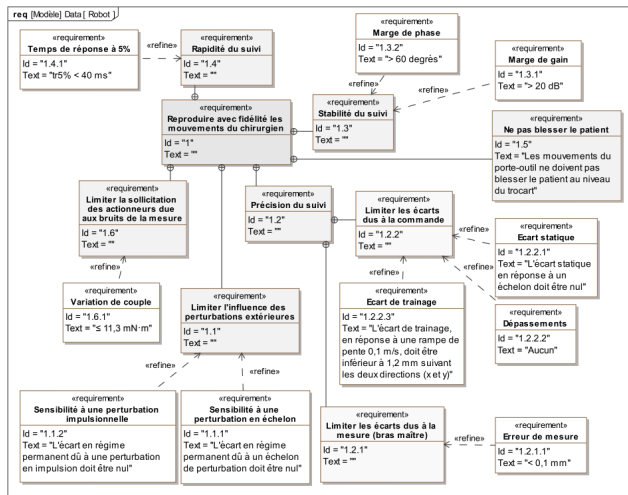 req [Modèle] Data [ Robot ]
«requirement»
Temps de réponse à 5%
Id = "1.4.1"
Text = "tr5% < 40 ms"
«refine»
«requirement»
Rapidité du suivi
Id = "1.4"
Text = ""
«requirement»
Marge de phase
Id = "1.3.2"
Text = "> 60 degrès"
«refine»
«requirement»
Marge de gain
Id = "1.3.1"
Text = "> 20 dB"
«refine»
«requirement»
Reproduire avec fidélité les
mouvements du chirurgien
Id = "1"
Text = ""
«requirement»
Stabilité du suivi
Id = "1.3"
Text = ""
«requirement»
Ne pas blesser le patient
Id = "1.5"
Text = "Les mouvements du
porte-outil ne doivent pas
blesser le patient au niveau
du trocart"
«requirement»
Limiter la sollicitation
des actionneurs due
aux bruits de la mesure
Id = "1.6"
Text = ""
«requirement»
Précision du suivi
Id = "1.2"
Text = ""
«requirement»
Limiter les écarts
dus à la commande
Id = "1.2.2"
Text = ""
«refine»
«requirement»
Ecart statique
Id = "1.2.2.1"
Text = "L'écart statique
en réponse à un
échelon doit être nul"
«refine»
«requirement»
Variation de couple
Id = "1.6.1"
Text = "≤ 11,3 mN·m"
«requirement»
Limiter l'influence des
perturbations extérieures
Id = "1.1"
Text = ""
«refine»
«requirement»
Ecart de trainage
Id = "1.2.2.3"
Text = "L'écart de trainage,
en réponse à une rampe de
pente 0,1 m/s, doit être
inférieur à 1,2 mm suivant
les deux directions (x et y)"
«refine»
«requirement»
Dépassements
Id = "1.2.2.2"
Text = "Aucun"
«refine»
«refine»
«requirement»
Sensibilité à une perturbation
impulsionnelle
Id = "1.1.2"
Text = "L'écart en régime
permanent dû à une perturbation
en impulsion doit être nul"
«requirement»
Sensibilité à une
perturbation en échelon
Id = "1.1.1"
Text = "L'écart en régime
permanent dû à un échelon
de perturbation doit être nul"
«requirement»
Limiter les écarts dus à la
mesure (bras maître)
Id = "1.2.1"
Text = ""
«refine»
«requirement»
Erreur de mesure
Id = "1.2.1.1"
Text = "< 0,1 mm"